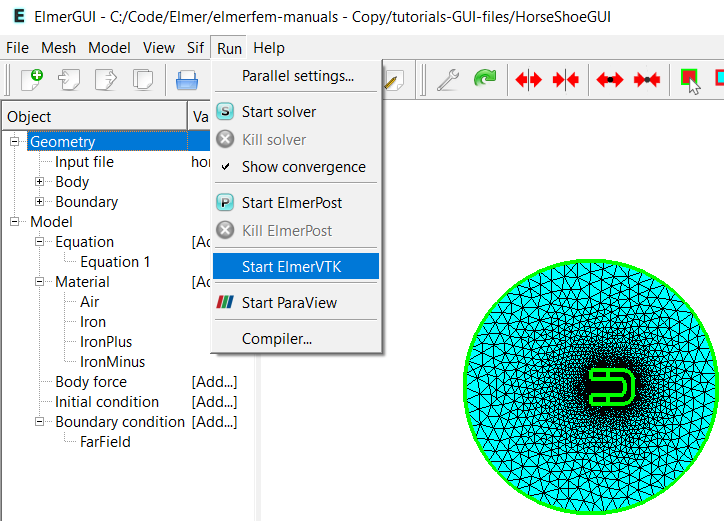 ElmerGUI - C:/Code/Elmer/elmerfem-manuals - Copy/tutorials-GUI-files/HorseShoeGUI
File Mesh Model View Sif Run Help
Parallel settings...
Start solver
Kill solver
Show convergence
Start ElmerPost
Kill ElmerPost
Start ElmerVTK
Start ParaView
Compiler...
Object Va
Geometry
Input file hor
Body
Boundary
Model
Equation [Ad
Equation 1
Material [Ad
Air
Iron
IronPlus
IronMinus
Body force [Add...]
Initial condition [Add...]
Boundary condition [Add...]
FarField